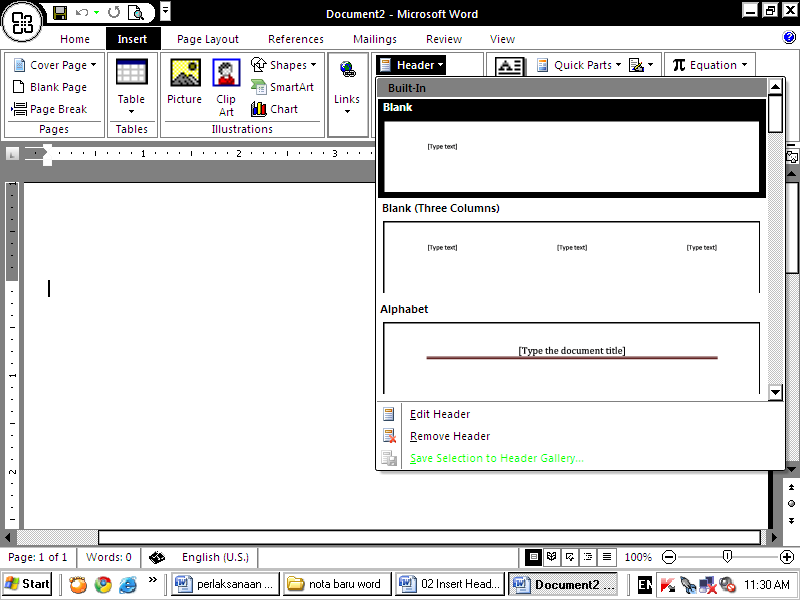 Document2 - Microsoft Word
Home Insert Page Layout References Mailings Review View
Cover Page
Blank Page
Page Break
Pages
Table
Tables
Picture
Clip Art
Shapes
SmartArt
Chart
Illustrations
Links
Header
Quick Parts
Equation
Built-In
Blank
[Type text]
Blank (Three Columns)
[Type text] [Type text] [Type text]
Alphabet
[Type the document title]
Edit Header
Remove Header
Save Selection to Header Gallery...
1 2 3
1
2
Page: 1 of 1 Words: 0 English (U.S.) 100%
Start » perlaksanaan ... nota baru word 02 Insert Head... Document2 ... EN 11:30 AM